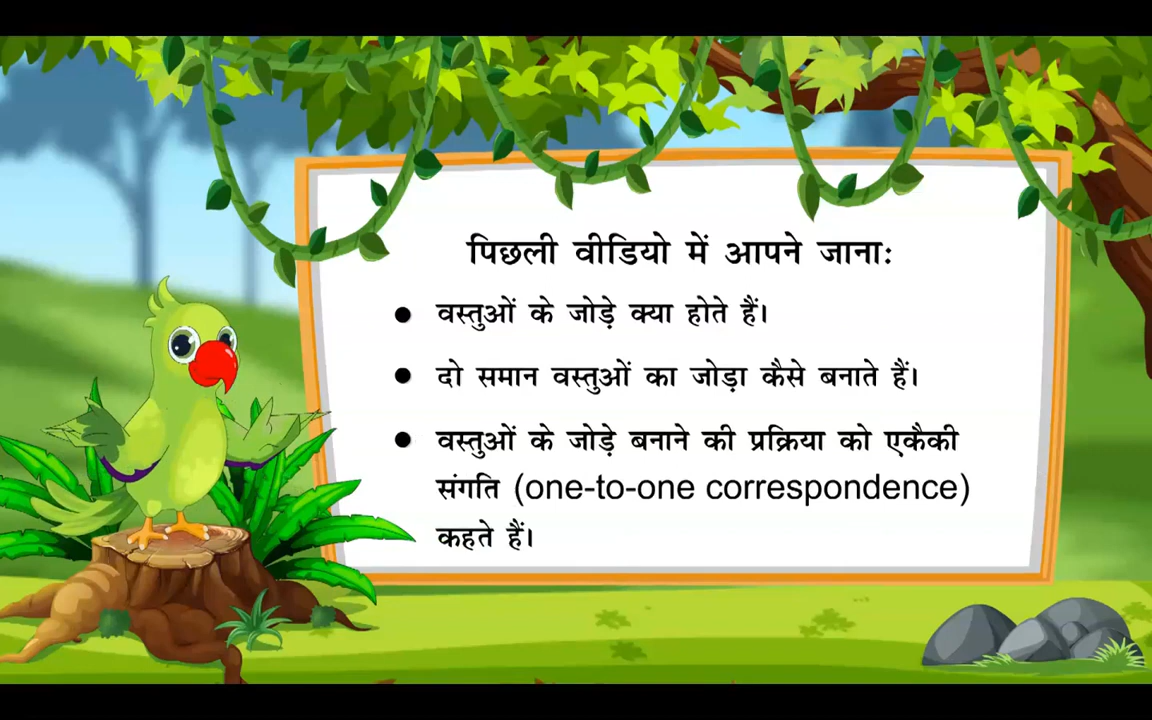 पिछली वीडियो में आपने जाना:
● वस्तुओं के जोड़े क्या होते हैं।
● दो समान वस्तुओं का जोड़ा कैसे बनाते हैं।
● वस्तुओं के जोड़े बनाने की प्रक्रिया को एकैकी
संगति (one-to-one correspondence)
कहते हैं।